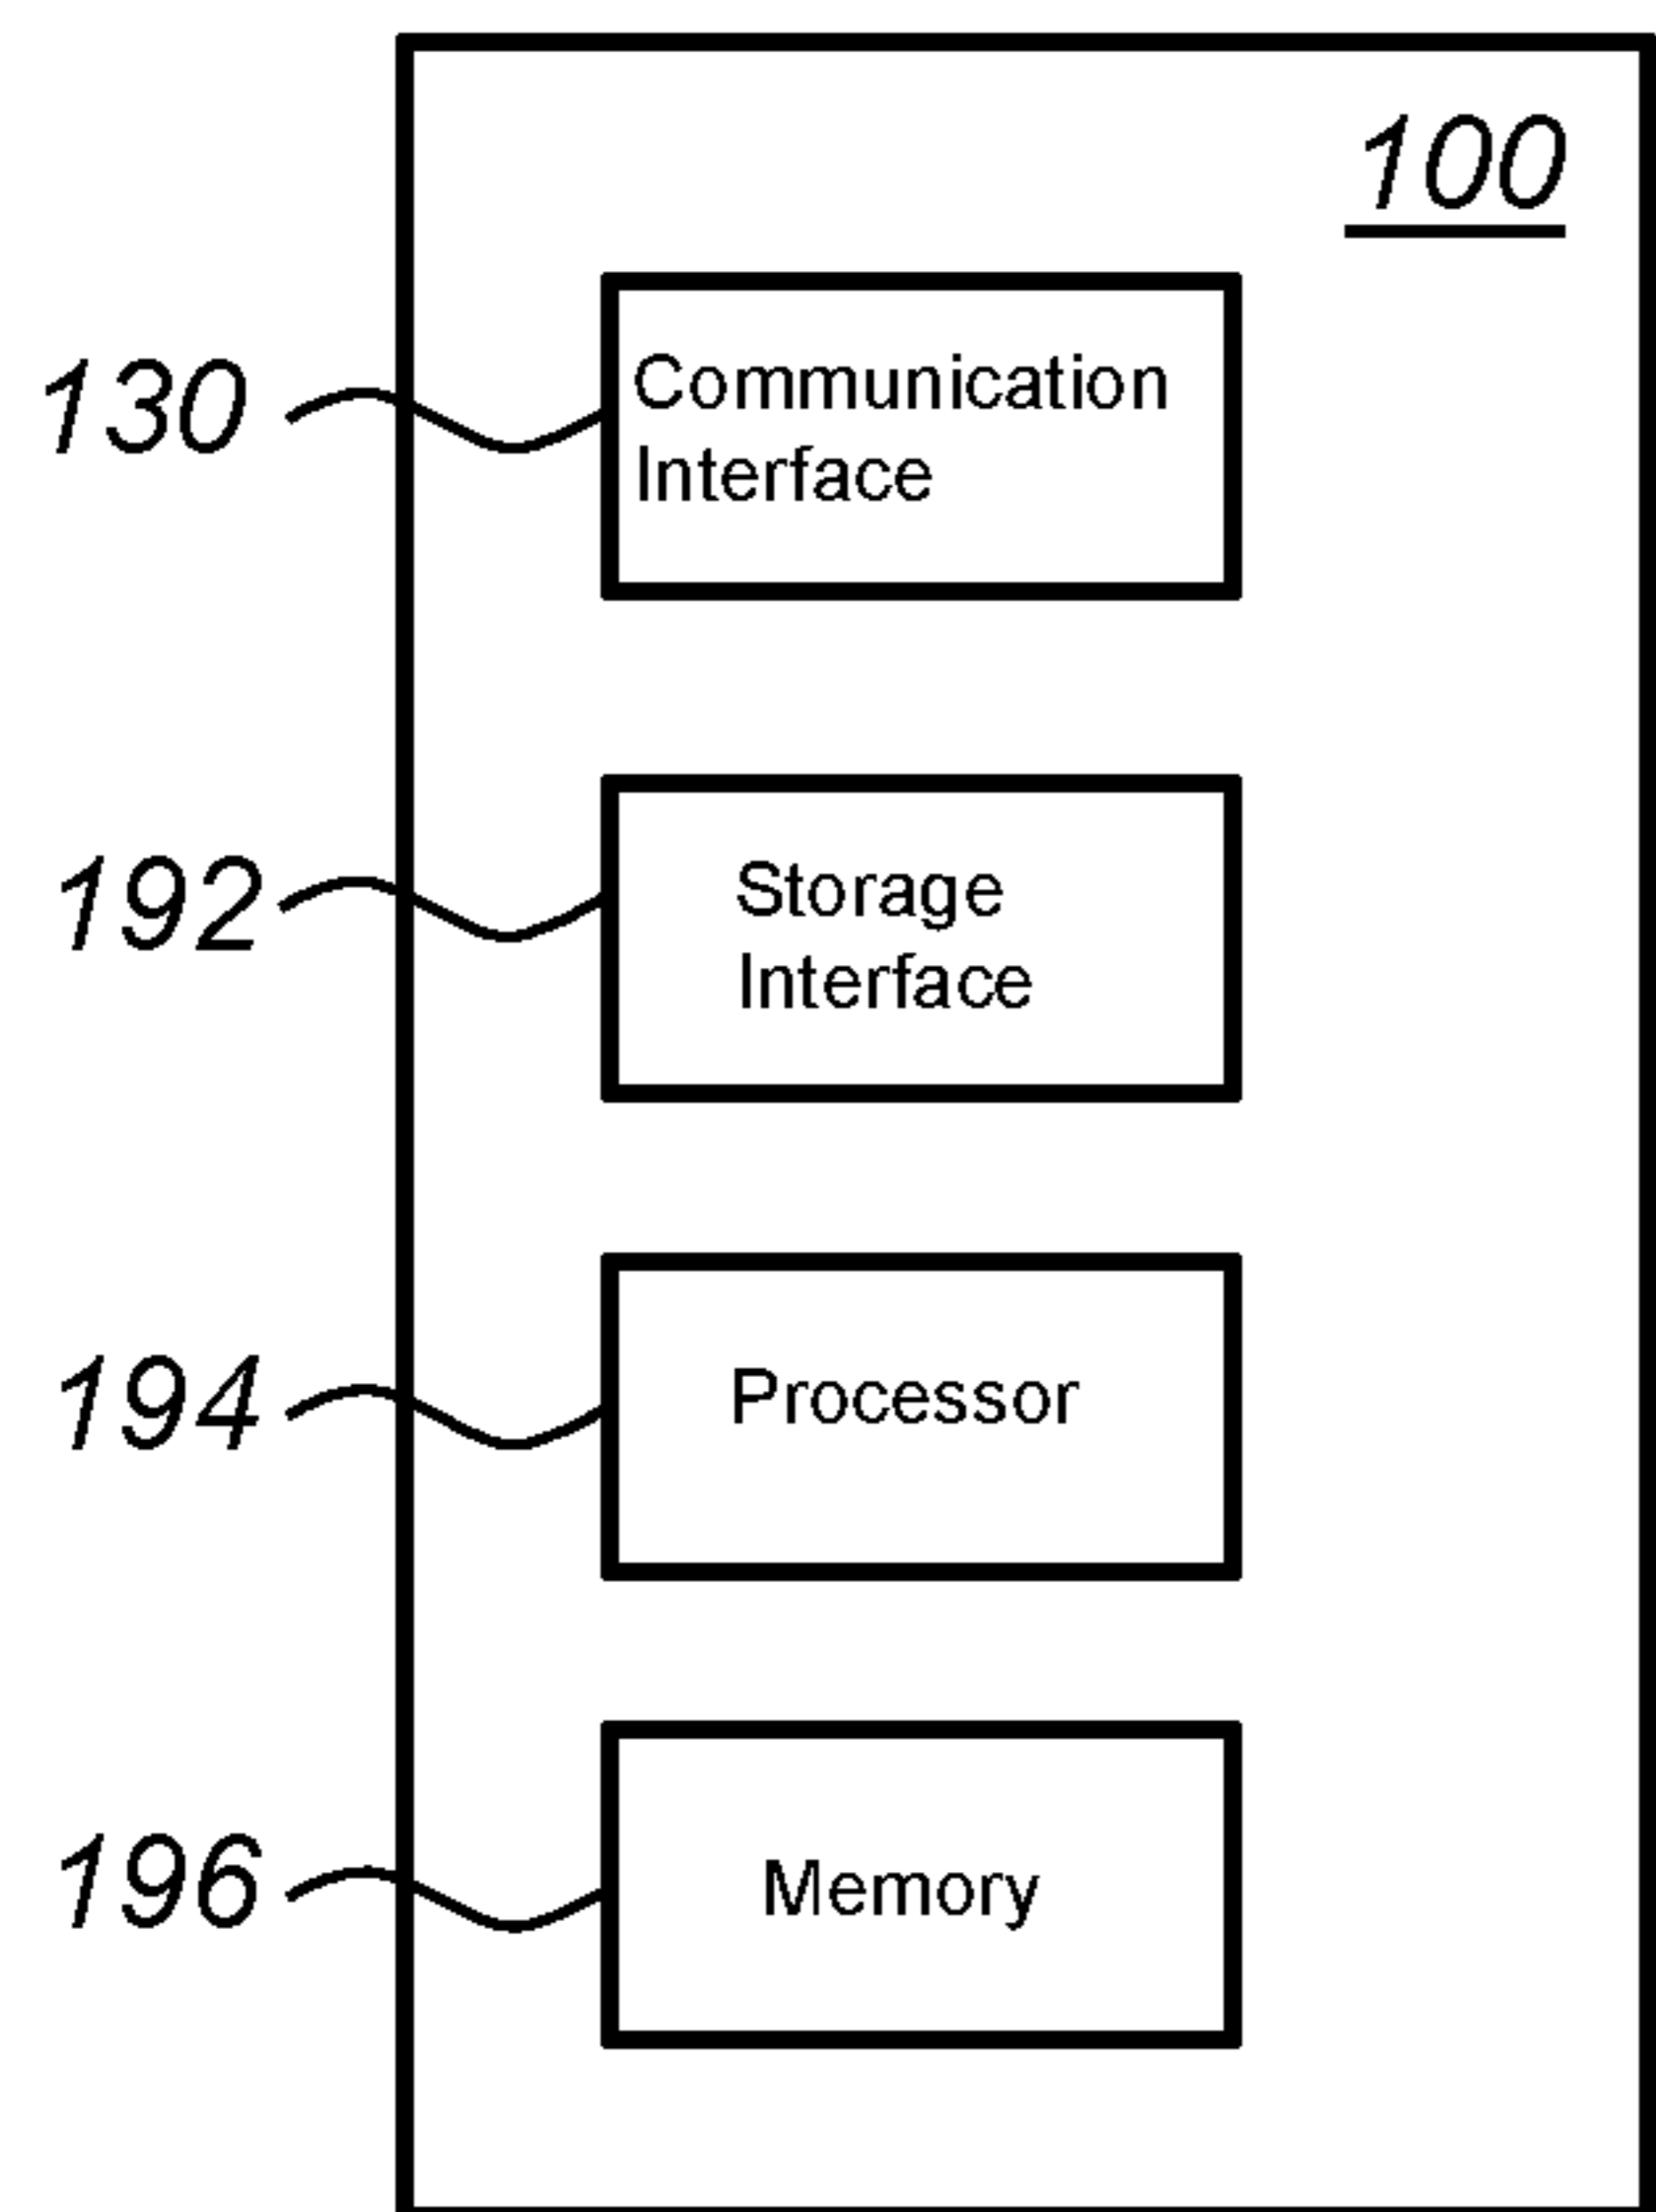 100
130
Communication
Interface
192
Storage
Interface
194
Processor
196
Memory